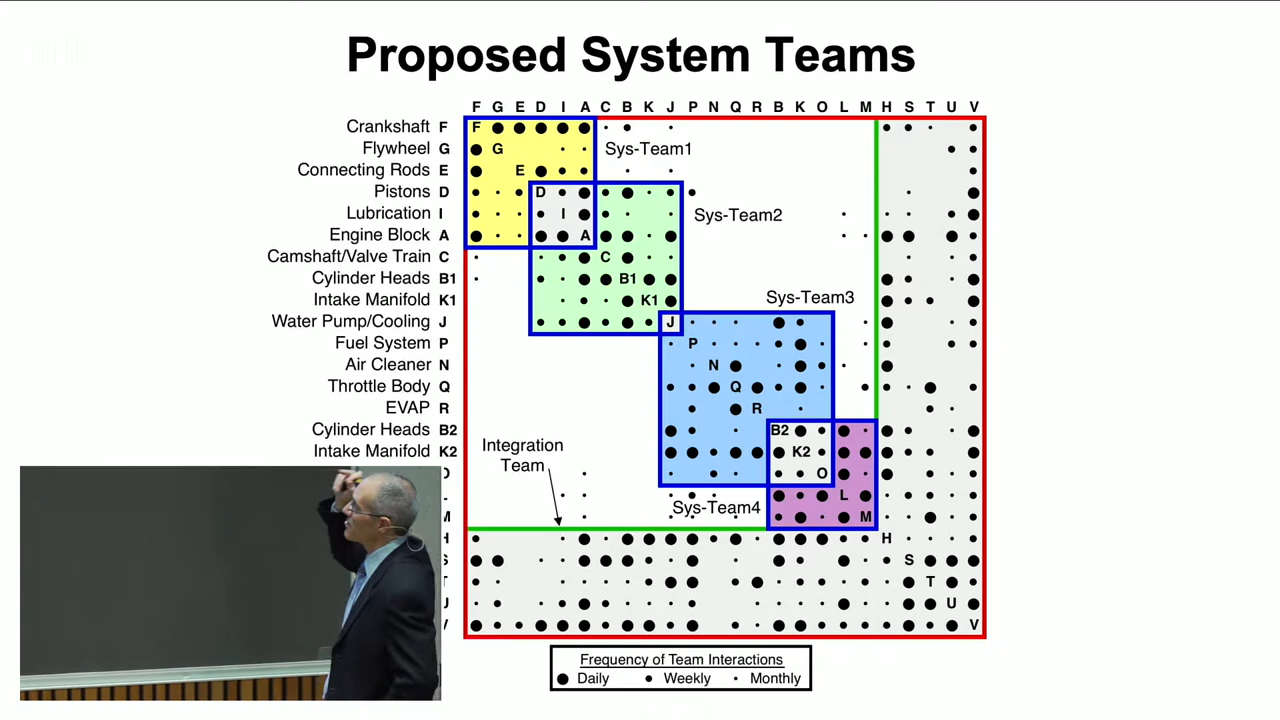 Proposed System Teams
F G E D I A C B K J P N Q R B K O L M H S T U V
Crankshaft F F
Flywheel G G Sys-Team1
Connecting Rods E E
Pistons D D
Lubrication I I Sys-Team2
Engine Block A A
Camshaft/Valve Train C C
Cylinder Heads B1 B1
Intake Manifold K1 K1 Sys-Team3
Water Pump/Cooling J J
Fuel System P P
Air Cleaner N N
Throttle Body Q Q
EVAP R R
Cylinder Heads B2 B2
Intake Manifold K2 K2
Integration
Team
O
L
Sys-Team4
M M
H
S
T
U
V
Frequency of Team Interactions
Daily Weekly Monthly